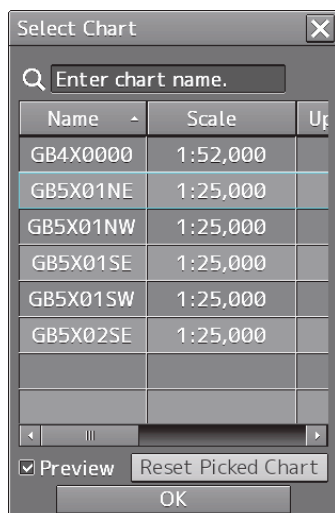 Select Chart
Enter chart name.
Name Scale Up
GB4X0000 1:52,000
GB5X01NE 1:25,000
GB5X01NW 1:25,000
GB5X01SE 1:25,000
GB5X01SW 1:25,000
GB5X02SE 1:25,000
Preview Reset Picked Chart
OK